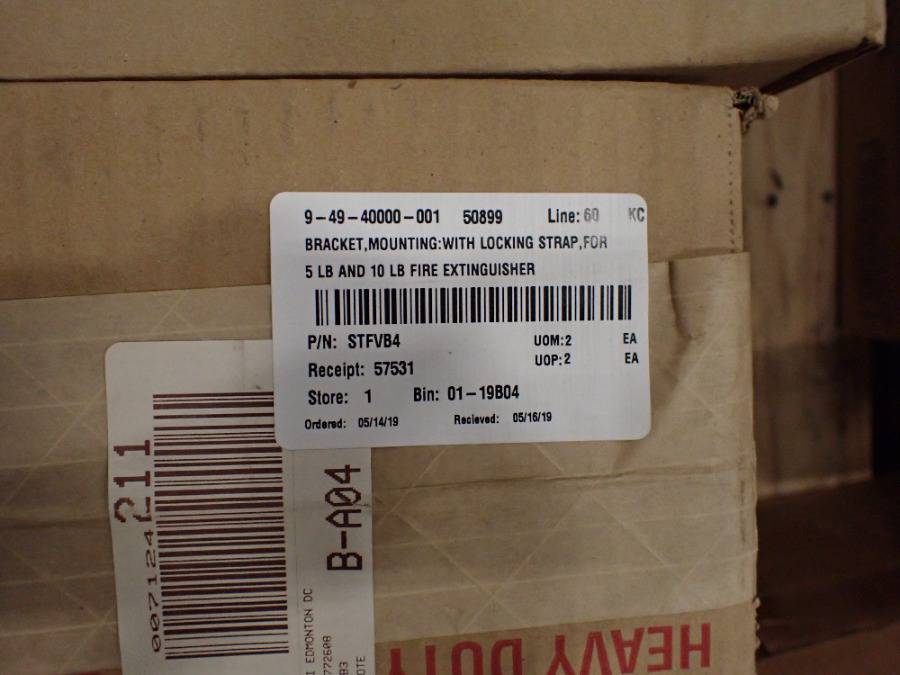 9-49-40000-001 50899 Line: 60 KC
BRACKET,MOUNTING:WITH LOCKING STRAP,FOR
5 LB AND 10 LB FIRE EXTINGUISHER
P/N: STFVB4 UOM:2 EA
UOP:2 EA
Receipt: 57531
Store: 1 Bin: 01-19B04
Ordered: 05/14/19 Recieved: 05/16/19
007124211
B-A04
EDMONTON DC
772608
HEAVY DUTY